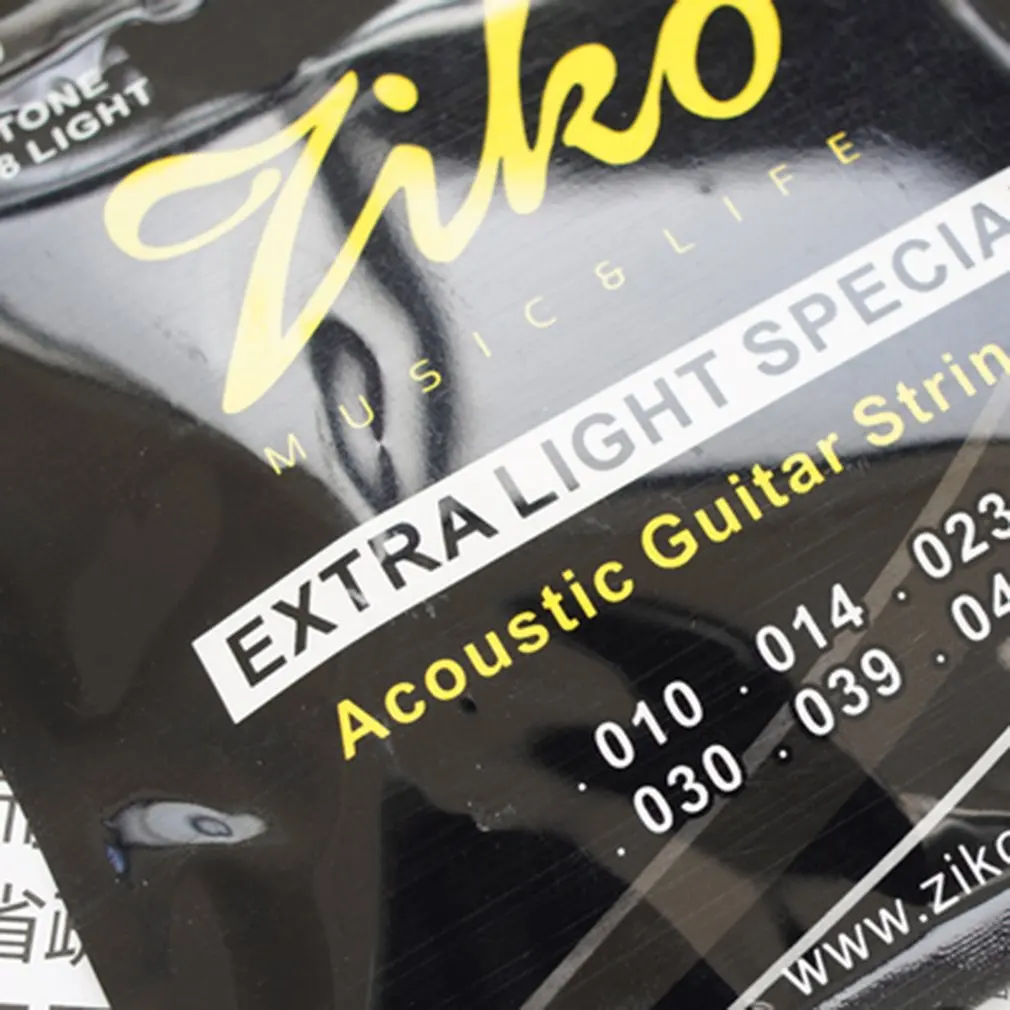 TONE
8 LIGHT
Ziko
MUSIC & LIFE
EXTRA LIGHT SPECIA
Acoustic Guitar Strin
.010 .014 .023
.030 .039 .04
www.ziko
省